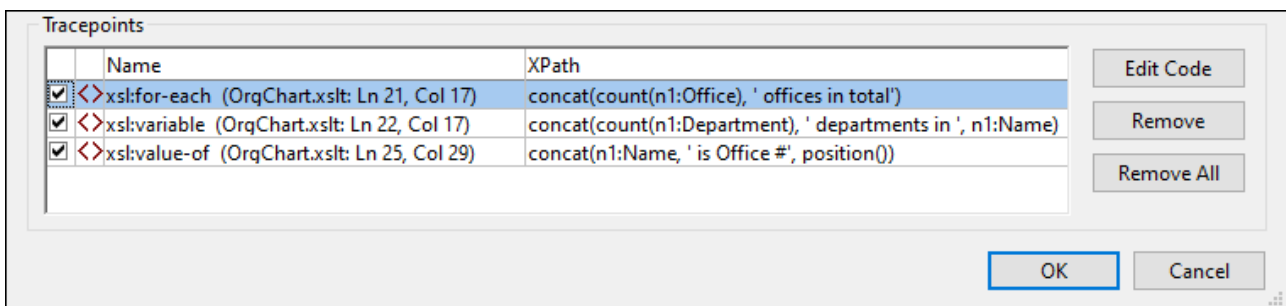 Tracepoints
Name XPath
xsl:for-each (OrgChart.xslt: Ln 21, Col 17) concat(count(n1:Office), ' offices in total') Edit Code
xsl:variable (OrgChart.xslt: Ln 22, Col 17) concat(count(n1:Department), ' departments in ', n1:Name) Remove
xsl:value-of (OrgChart.xslt: Ln 25, Col 29) concat(n1:Name, ' is Office #', position())
Remove All
OK Cancel